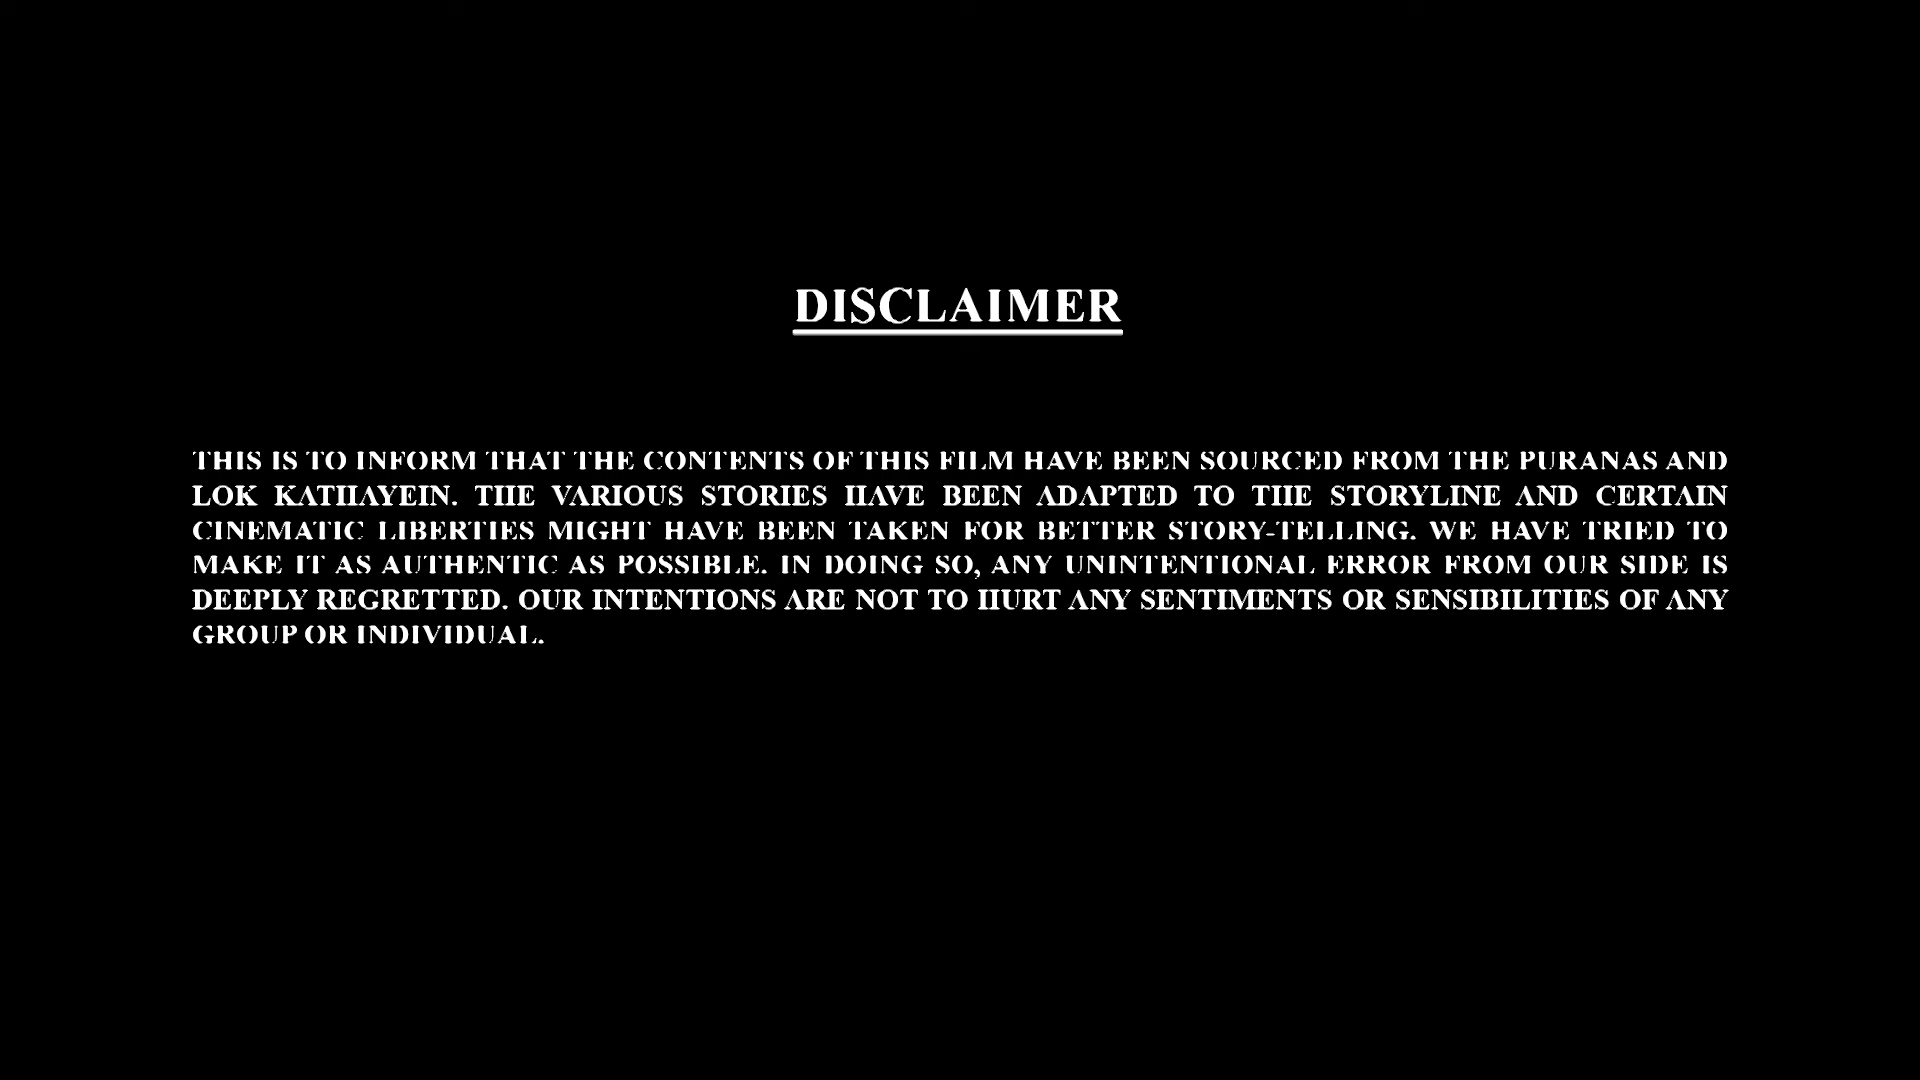 DISCLAIMER
THIS IS TO INFORM THAT THE CONTENTS OF THIS FILM HAVE BEEN SOURCED FROM THE PURANAS AND
LOK KATHAYEIN. THE VARIOUS STORIES HAVE BEEN ADAPTED TO THE STORYLINE AND CERTAIN
CINEMATIC LIBERTIES MIGHT HAVE BEEN TAKEN FOR BETTER STORY-TELLING. WE HAVE TRIED TO
MAKE IT AS AUTHENTIC AS POSSIBLE. IN DOING SO, ANY UNINTENTIONAL ERROR FROM OUR SIDE IS
DEEPLY REGRETTED. OUR INTENTIONS ARE NOT TO HURT ANY SENTIMENTS OR SENSIBILITIES OF ANY
GROUP OR INDIVIDUAL.